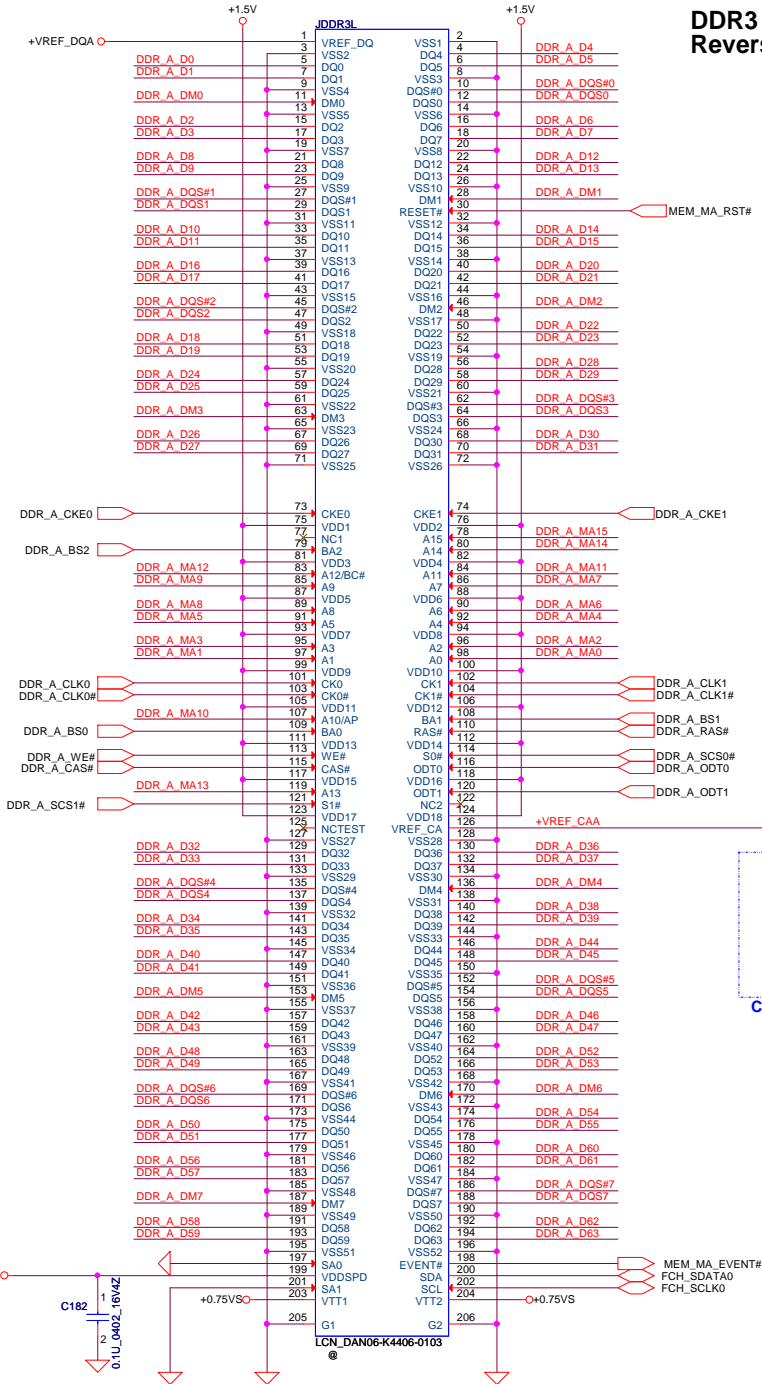 +1.5V +1.5V
DDR3
Revers
JDDR3L
+VREF_DQA 1 VREF_DQ VSS1 2
3 VSS2 DQ4 4 DDR_A_D4
DDR_A_D0 5 DQ0 DQ5 6 DDR_A_D5
DDR_A_D1 7 DQ1 VSS3 8
9 VSS4 DQS#0 10 DDR_A_DQS#0
DDR_A_DM0 11 DM0 DQS0 12 DDR_A_DQS0
13 VSS5 VSS6 14
DDR_A_D2 15 DQ2 DQ6 16 DDR_A_D6
DDR_A_D3 17 DQ3 DQ7 18 DDR_A_D7
19 VSS7 VSS8 20
DDR_A_D8 21 DQ8 DQ12 22 DDR_A_D12
DDR_A_D9 23 DQ9 DQ13 24 DDR_A_D13
25 VSS9 VSS10 26
DDR_A_DQS#1 27 DQS#1 DM1 28 DDR_A_DM1
DDR_A_DQS1 29 DQS1 RESET# 30 MEM_MA_RST#
31 VSS11 VSS12 32
DDR_A_D10 33 DQ10 DQ14 34 DDR_A_D14
DDR_A_D11 35 DQ11 DQ15 36 DDR_A_D15
37 VSS13 VSS14 38
DDR_A_D16 39 DQ16 DQ20 40 DDR_A_D20
DDR_A_D17 41 DQ17 DQ21 42 DDR_A_D21
43 VSS15 VSS16 44
DDR_A_DQS#2 45 DQS#2 DM2 46 DDR_A_DM2
DDR_A_DQS2 47 DQS2 VSS17 48
49 VSS18 DQ22 50 DDR_A_D22
DDR_A_D18 51 DQ18 DQ23 52 DDR_A_D23
DDR_A_D19 53 DQ19 VSS19 54
55 VSS20 DQ28 56 DDR_A_D28
DDR_A_D24 57 DQ24 DQ29 58 DDR_A_D29
DDR_A_D25 59 DQ25 VSS21 60
61 VSS22 DQS#3 62 DDR_A_DQS#3
DDR_A_DM3 63 DM3 DQS3 64 DDR_A_DQS3
65 VSS23 VSS24 66
DDR_A_D26 67 DQ26 DQ30 68 DDR_A_D30
DDR_A_D27 69 DQ27 DQ31 70 DDR_A_D31
71 VSS25 VSS26 72
DDR_A_CKE0 73 CKE0 CKE1 74 DDR_A_CKE1
75 VDD1 VDD2 76
77 NC1 A15 78 DDR_A_MA15
DDR_A_BS2 79 BA2 A14 80 DDR_A_MA14
81 VDD3 VDD4 82
DDR_A_MA12 83 A12/BC# A11 84 DDR_A_MA11
DDR_A_MA9 85 A9 A7 86 DDR_A_MA7
87 VDD5 VDD6 88
DDR_A_MA8 89 A8 A6 90 DDR_A_MA6
DDR_A_MA5 91 A5 A4 92 DDR_A_MA4
93 VDD7 VDD8 94
DDR_A_MA3 95 A3 A2 96 DDR_A_MA2
DDR_A_MA1 97 A1 A0 98 DDR_A_MA0
99 VDD9 VDD10 100
DDR_A_CLK0 101 CK0 CK1 102 DDR_A_CLK1
DDR_A_CLK0# 103 CK0# CK1# 104 DDR_A_CLK1#
105 VDD11 VDD12 106
DDR_A_MA10 107 A10/AP BA1 108 DDR_A_BS1
DDR_A_BS0 109 BA0 RAS# 110 DDR_A_RAS#
111 VDD13 VDD14 112
DDR_A_WE# 113 WE# S0# 114 DDR_A_SCS0#
DDR_A_CAS# 115 CAS# ODT0 116 DDR_A_ODT0
117 VDD15 VDD16 118
DDR_A_MA13 119 A13 ODT1 120 DDR_A_ODT1
DDR_A_SCS1# 121 S1# NC2 122
123 VDD17 VDD18 124
125 NCTEST VREF_CA 126 +VREF_CAA
127 VSS27 VSS28 128
DDR_A_D32 129 DQ32 DQ36 130 DDR_A_D36
DDR_A_D33 131 DQ33 DQ37 132 DDR_A_D37
133 VSS29 VSS30 134
DDR_A_DQS#4 135 DQS#4 DM4 136 DDR_A_DM4
DDR_A_DQS4 137 DQS4 VSS31 138
139 VSS32 DQ38 140 DDR_A_D38
DDR_A_D34 141 DQ34 DQ39 142 DDR_A_D39
DDR_A_D35 143 DQ35 VSS33 144
145 VSS34 DQ44 146 DDR_A_D44
DDR_A_D40 147 DQ40 DQ45 148 DDR_A_D45
DDR_A_D41 149 DQ41 VSS35 150
151 VSS36 DQS#5 152 DDR_A_DQS#5
DDR_A_DM5 153 DM5 DQS5 154 DDR_A_DQS5
155 VSS37 VSS38 156
C
DDR_A_D42 157 DQ42 DQ46 158 DDR_A_D46
DDR_A_D43 159 DQ43 DQ47 160 DDR_A_D47
161 VSS39 VSS40 162
DDR_A_D48 163 DQ48 DQ52 164 DDR_A_D52
DDR_A_D49 165 DQ49 DQ53 166 DDR_A_D53
167 VSS41 VSS42 168
DDR_A_DQS#6 169 DQS#6 DM6 170 DDR_A_DM6
DDR_A_DQS6 171 DQS6 VSS43 172
173 VSS44 DQ54 174 DDR_A_D54
DDR_A_D50 175 DQ50 DQ55 176 DDR_A_D55
DDR_A_D51 177 DQ51 VSS45 178
179 VSS46 DQ60 180 DDR_A_D60
DDR_A_D56 181 DQ56 DQ61 182 DDR_A_D61
DDR_A_D57 183 DQ57 VSS47 184
185 VSS48 DQS#7 186 DDR_A_DQS#7
DDR_A_DM7 187 DM7 DQS7 188 DDR_A_DQS7
189 VSS49 VSS50 190
DDR_A_D58 191 DQ58 DQ62 192 DDR_A_D62
DDR_A_D59 193 DQ59 DQ63 194 DDR_A_D63
195 VSS51 VSS52 196
197 SA0 EVENT# 198 MEM_MA_EVENT#
199 VDDSPD SDA 200 FCH_SDATA0
201 SA1 SCL 202 FCH_SCLK0
+0.75VS 203 VTT1 VTT2 204 +0.75VS
205 G1 G2 206
C182 1 2 0.1U_0402_16V4Z
LCN_DAN06-K4406-0103
@